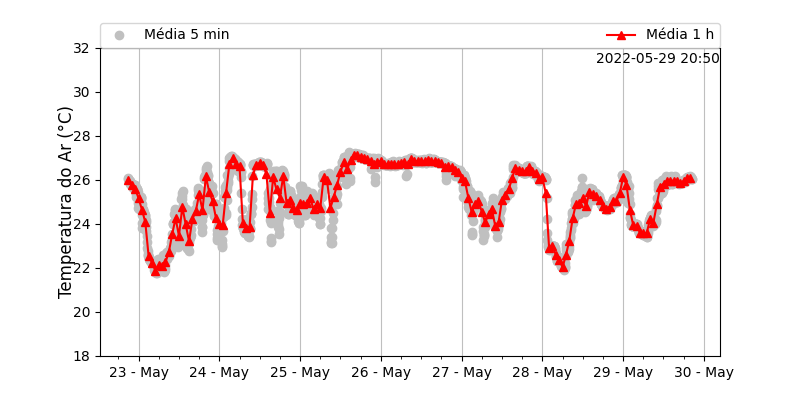 Média 5 min
Média 1 h
2022-05-29 20:50
Temperatura do Ar (°C)
32
30
28
26
24
22
20
18
23 - May
24 - May
25 - May
26 - May
27 - May
28 - May
29 - May
30 - May